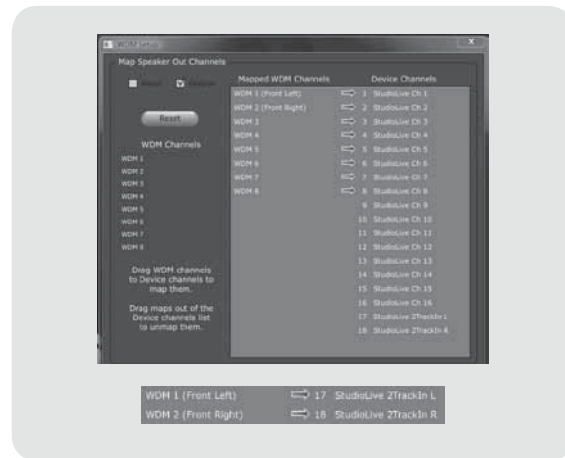 WDM Setup
X
Map Speaker Out Channels
Mapped WDM Channels Device Channels
Reset
WDM Channels
WDM 1
WDM 2
WDM 3
WDM 4
WDM 5
WDM 6
WDM 7
WDM 8
Drag WDM channels
to Device channels to
map them.
Drag maps out of the
Device channels list
to unmap them.
WDM 1 (Front Left) 1 StudioLive Ch 1
WDM 2 (Front Right) 2 StudioLive Ch 2
WDM 3 3 StudioLive Ch 3
WDM 4 4 StudioLive Ch 4
WDM 5 5 StudioLive Ch 5
WDM 6 6 StudioLive Ch 6
WDM 7 7 StudioLive Ch 7
WDM 8 8 StudioLive Ch 8
9 StudioLive Ch 9
10 StudioLive Ch 10
11 StudioLive Ch 11
12 StudioLive Ch 12
13 StudioLive Ch 13
14 StudioLive Ch 14
15 StudioLive Ch 15
16 StudioLive Ch 16
17 StudioLive 2TrackIn L
18 StudioLive 2TrackIn R
WDM 1 (Front Left) 17 StudioLive 2TrackIn L
WDM 2 (Front Right) 18 StudioLive 2TrackIn R